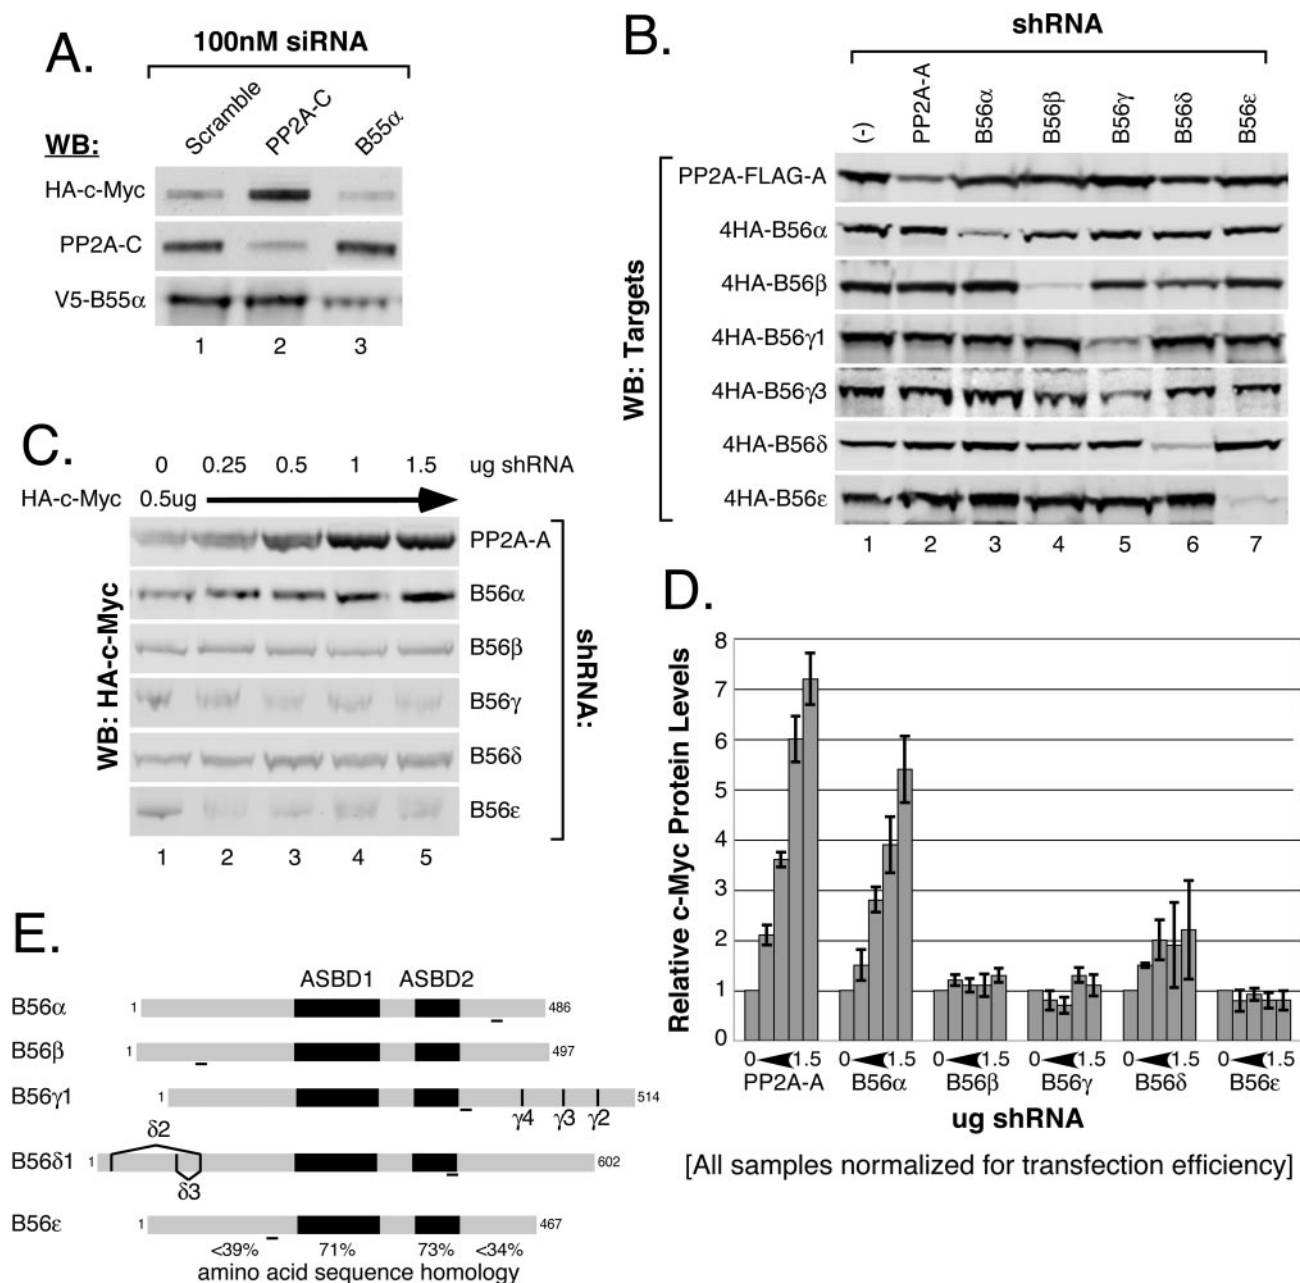 A.
100nM siRNA
Scramble
PP2A-C
B55α
WB:
HA-c-Myc
PP2A-C
V5-B55α
1 2 3
B.
shRNA
(-)
PP2A-A
B56α
B56β
B56γ
B56δ
B56ε
WB: Targets
PP2A-FLAG-A
4HA-B56α
4HA-B56β
4HA-B56γ1
4HA-B56γ3
4HA-B56δ
4HA-B56ε
1 2 3 4 5 6 7
C.
0 0.25 0.5 1 1.5 ug shRNA
HA-c-Myc 0.5ug
WB: HA-c-Myc
PP2A-A
B56α
B56β
B56γ
B56δ
B56ε
shRNA:
1 2 3 4 5
D.
Relative c-Myc Protein Levels
8
7
6
5
4
3
2
1
0
0 1.5 0 1.5 0 1.5 0 1.5 0 1.5 0 1.5
PP2A-A B56α B56β B56γ B56δ B56ε
ug shRNA
[All samples normalized for transfection efficiency]
E.
ASBD1 ASBD2
B56α 1 486
B56β 1 497
B56γ1 1 514
γ4 γ3 γ2
δ2
B56δ1 1 602
δ3
B56ε 1 467
<39% 71% 73% <34%
amino acid sequence homology